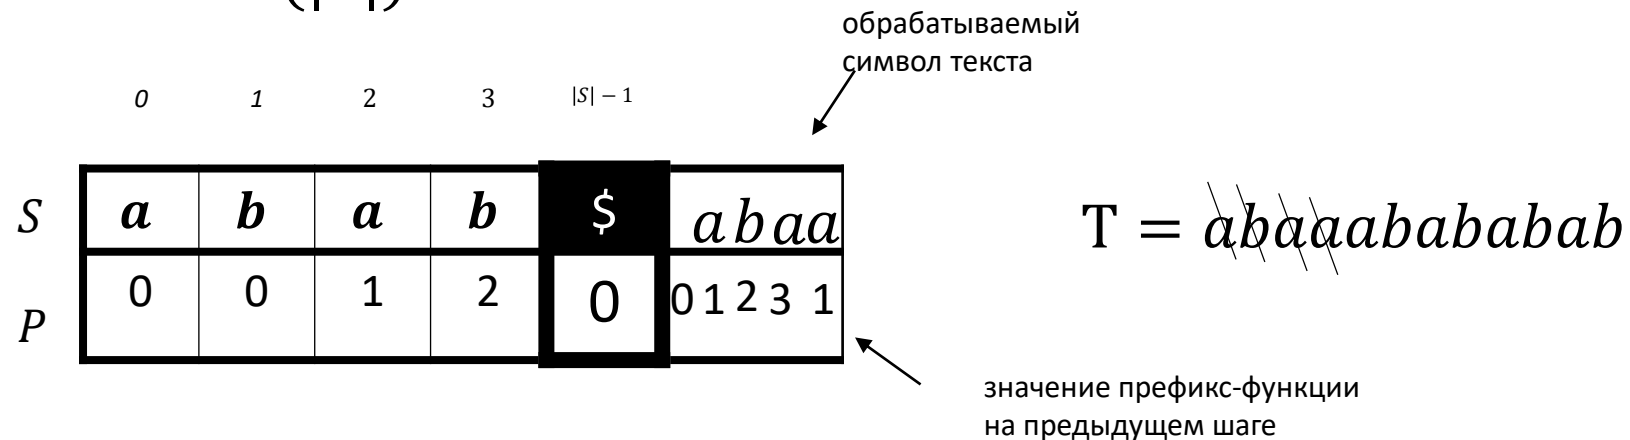 обрабатываемый
символ текста
0 1 2 3 |S| − 1
S a b a b $ a b a a
P 0 0 1 2 0 0 1 2 3 1
T = abaaabababab
значение префикс-функции
на предыдущем шаге